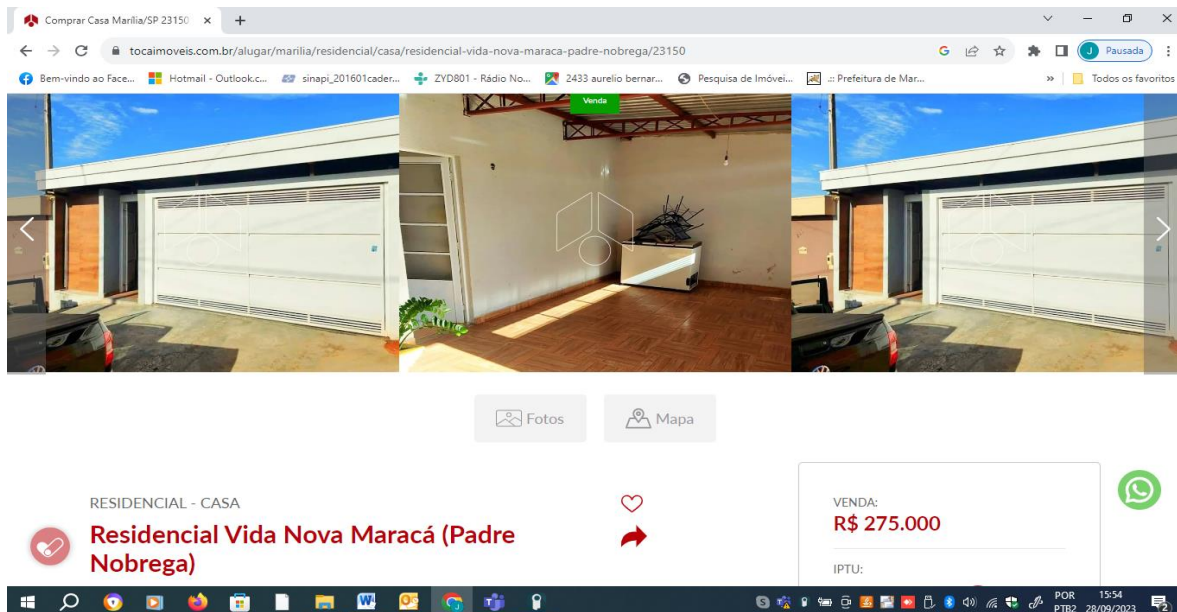 Comprar Casa Marília/SP 23150
tocaimoveis.com.br/alugar/marilia/residencial/casa/residencial-vida-nova-maraca-padre-nobrega/23150
J Pausada
Bem-vindo ao Face... Hotmail - Outlook.c... sinapi_201601cader... ZYD801 - Rádio No... 2433 aurelio bernar... Pesquisa de Imóvei... .:: Prefeitura de Mar... » Todos os favoritos
Venda
Fotos Mapa
RESIDENCIAL - CASA
Residencial Vida Nova Maracá (Padre
Nobrega)
VENDA:
R$ 275.000
IPTU:
POR 15:54
PTB2 28/09/2023